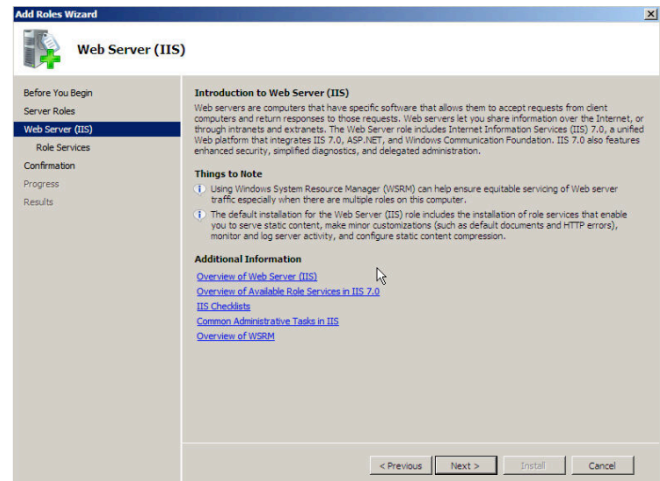 Add Roles Wizard
Web Server (IIS)
Before You Begin
Server Roles
Web Server (IIS)
Role Services
Confirmation
Progress
Results
Introduction to Web Server (IIS)
Web servers are computers that have specific software that allows them to accept requests from client
computers and return responses to those requests. Web servers let you share information over the Internet, or
through intranets and extranets. The Web Server role includes Internet Information Services (IIS) 7.0, a unified
Web platform that integrates IIS 7.0, ASP.NET, and Windows Communication Foundation. IIS 7.0 also features
enhanced security, simplified diagnostics, and delegated administration.
Things to Note
Using Windows System Resource Manager (WSRM) can help ensure equitable servicing of Web server
traffic especially when there are multiple roles on this computer.
The default installation for the Web Server (IIS) role includes the installation of role services that enable
you to serve static content, make minor customizations (such as default documents and HTTP errors),
monitor and log server activity, and configure static content compression.
Additional Information
Overview of Web Server (IIS)
Overview of Available Role Services in IIS 7.0
IIS Checklists
Common Administrative Tasks in IIS
Overview of WSRM
< Previous
Next >
Install
Cancel